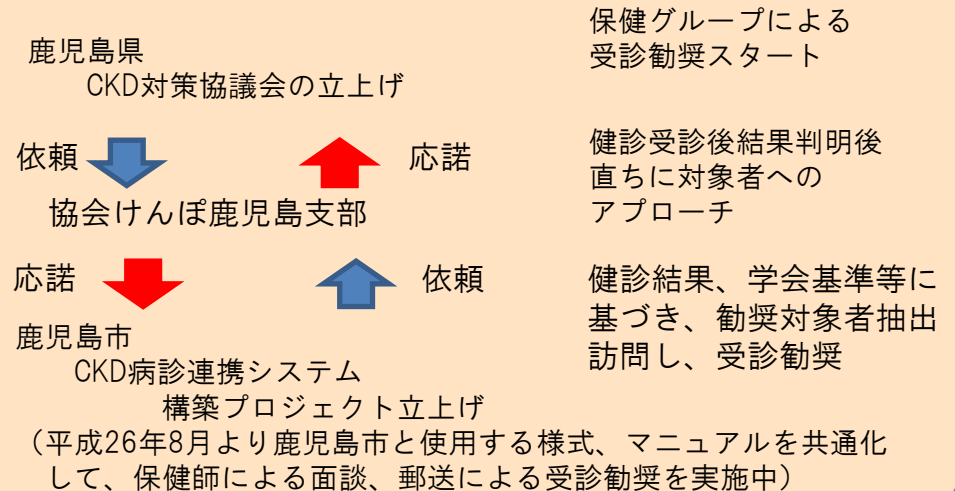 鹿児島県
CKD対策協議会の立上げ
依頼
応諾
協会けんぽ鹿児島支部
応諾
依頼
鹿児島市
CKD病診連携システム
構築プロジェクト立上げ
（平成26年8月より鹿児島市と使用する様式、マニュアルを共通化
して、保健師による面談、郵送による受診勧奨を実施中）
保健グループによる
受診勧奨スタート
健診受診後結果判明後
直ちに対象者への
アプローチ
健診結果、学会基準等に
基づき、勧奨対象者抽出
訪問し、受診勧奨